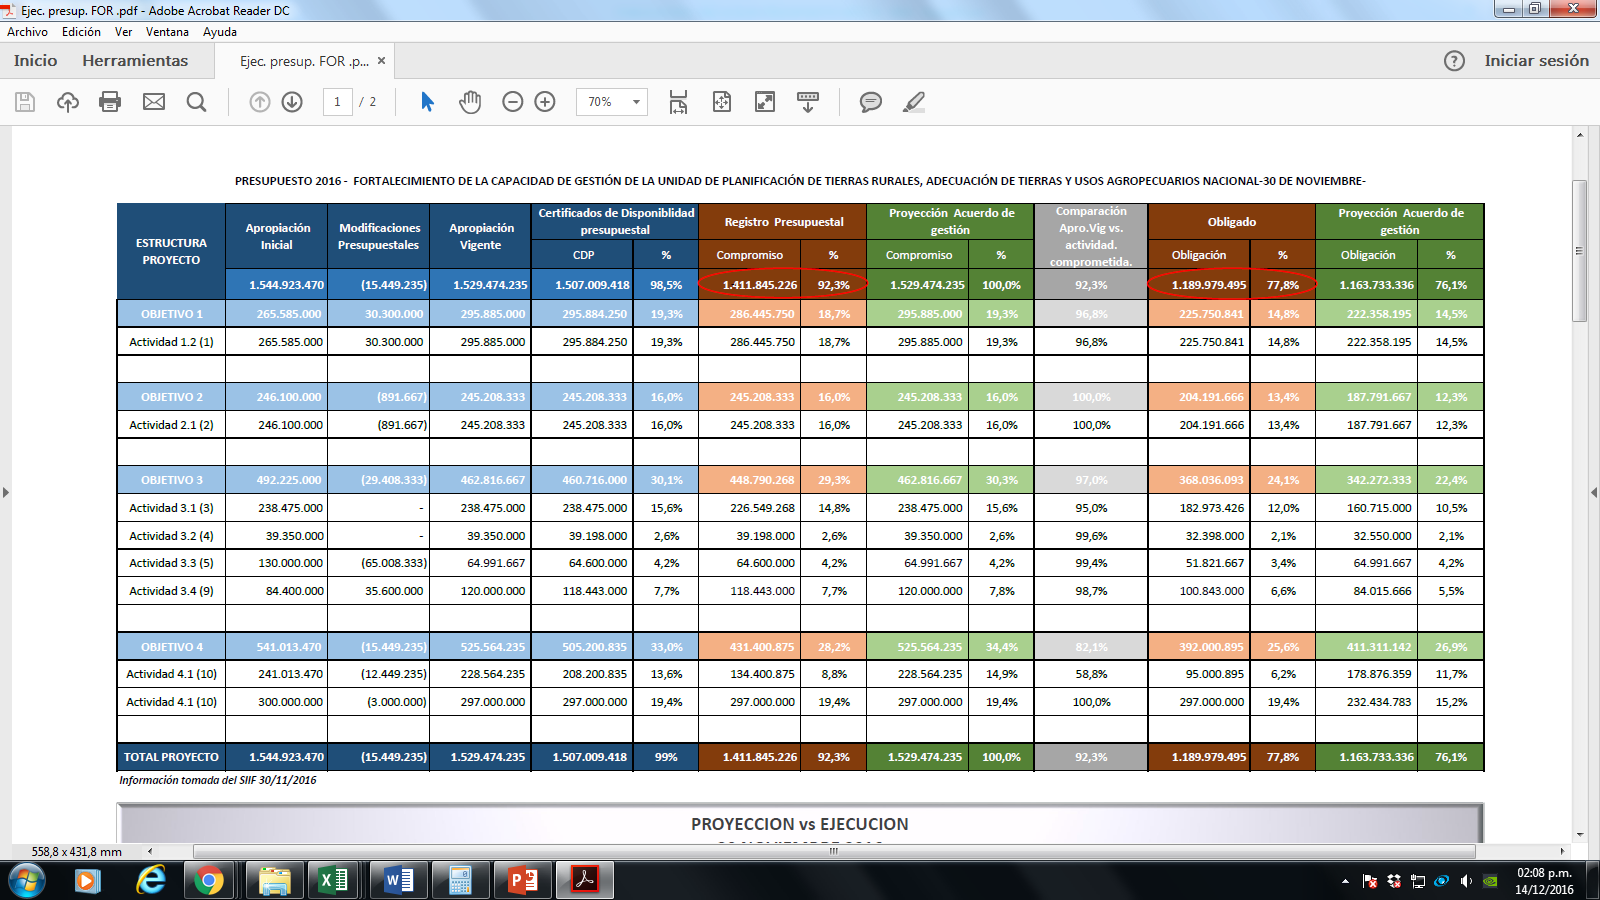 Ejec. presup. FOR .pdf - Adobe Acrobat Reader DC
Archivo Edición Ver Ventana Ayuda
Inicio Herramientas Ejec. presup. FOR .p... × Iniciar sesión
1 / 2 70%
PRESUPUESTO 2016 - FORTALECIMIENTO DE LA CAPACIDAD DE GESTIÓN DE LA UNIDAD DE PLANIFICACIÓN DE TIERRAS RURALES, ADECUACIÓN DE TIERRAS Y USOS AGROPECUARIOS NACIONAL-30 DE NOVIEMBRE-
ESTRUCTURA PROYECTO
Apropiación Inicial
Modificaciones Presupuestales
Apropiación Vigente
Certificados de Disponiblidad presupuestal
Registro Presupuestal
Proyección Acuerdo de gestión
Comparación Apro.Vig vs. actividad. comprometida.
Obligado
Proyección Acuerdo de gestión
CDP % Compromiso % Compromiso % Obligación % Obligación %
1.544.923.470 (15.449.235) 1.529.474.235 1.507.009.418 98,5% 1.411.845.226 92,3% 1.529.474.235 100,0% 92,3% 1.189.979.495 77,8% 1.163.733.336 76,1%
OBJETIVO 1 265.585.000 30.300.000 295.885.000 295.884.250 19,3% 286.445.750 18,7% 295.885.000 19,3% 96,8% 225.750.841 14,8% 222.358.195 14,5%
Actividad 1.2 (1) 265.585.000 30.300.000 295.885.000 295.884.250 19,3% 286.445.750 18,7% 295.885.000 19,3% 96,8% 225.750.841 14,8% 222.358.195 14,5%
OBJETIVO 2 246.100.000 (891.667) 245.208.333 245.208.333 16,0% 245.208.333 16,0% 245.208.333 16,0% 100,0% 204.191.666 13,4% 187.791.667 12,3%
Actividad 2.1 (2) 246.100.000 (891.667) 245.208.333 245.208.333 16,0% 245.208.333 16,0% 245.208.333 16,0% 100,0% 204.191.666 13,4% 187.791.667 12,3%
OBJETIVO 3 492.225.000 (29.408.333) 462.816.667 460.716.000 30,1% 448.790.268 29,3% 462.816.667 30,3% 97,0% 368.036.093 24,1% 342.272.333 22,4%
Actividad 3.1 (3) 238.475.000 - 238.475.000 238.475.000 15,6% 226.549.268 14,8% 238.475.000 15,6% 95,0% 182.973.426 12,0% 160.715.000 10,5%
Actividad 3.2 (4) 39.350.000 - 39.350.000 39.198.000 2,6% 39.198.000 2,6% 39.350.000 2,6% 99,6% 32.398.000 2,1% 32.550.000 2,1%
Actividad 3.3 (5) 130.000.000 (65.008.333) 64.991.667 64.600.000 4,2% 64.600.000 4,2% 64.991.667 4,2% 99,4% 51.821.667 3,4% 64.991.667 4,2%
Actividad 3.4 (9) 84.400.000 35.600.000 120.000.000 118.443.000 7,7% 118.443.000 7,7% 120.000.000 7,8% 98,7% 100.843.000 6,6% 84.015.666 5,5%
OBJETIVO 4 541.013.470 (15.449.235) 525.564.235 505.200.835 33,0% 431.400.875 28,2% 525.564.235 34,4% 82,1% 392.000.895 25,6% 411.311.142 26,9%
Actividad 4.1 (10) 241.013.470 (12.449.235) 228.564.235 208.200.835 13,6% 134.400.875 8,8% 228.564.235 14,9% 58,8% 95.000.895 6,2% 178.876.359 11,7%
Actividad 4.1 (10) 300.000.000 (3.000.000) 297.000.000 297.000.000 19,4% 297.000.000 19,4% 297.000.000 19,4% 100,0% 297.000.000 19,4% 232.434.783 15,2%
TOTAL PROYECTO 1.544.923.470 (15.449.235) 1.529.474.235 1.507.009.418 99% 1.411.845.226 92,3% 1.529.474.235 100,0% 92,3% 1.189.979.495 77,8% 1.163.733.336 76,1%
Información tomada del SIIF 30/11/2016
PROYECCION vs EJECUCION
558,8 x 431,8 mm
02:08 p.m.
14/12/2016